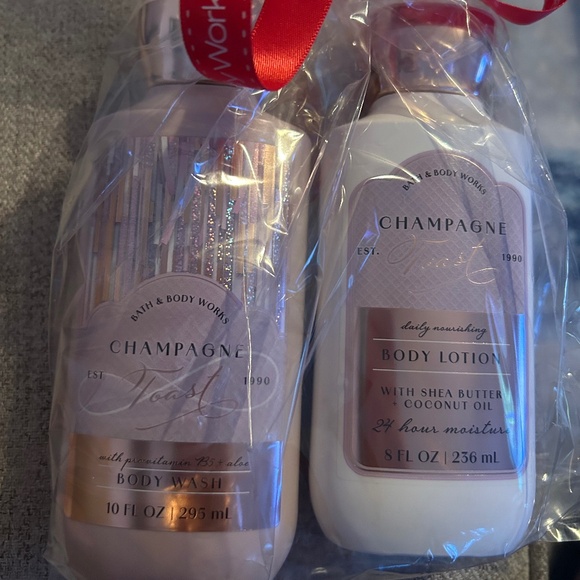 y Work
BATH & BODY WORKS
CHAMPAGNE
EST. Toast 1990
with pro-vitamin B5 + aloe
BODY WASH
10 FL OZ | 295 mL
BATH & BODY WORKS
CHAMPAGNE
EST. Toast 1990
daily nourishing
BODY LOTION
WITH SHEA BUTTER
+ COCONUT OIL
24 hour moisture
8 FL OZ | 236 mL